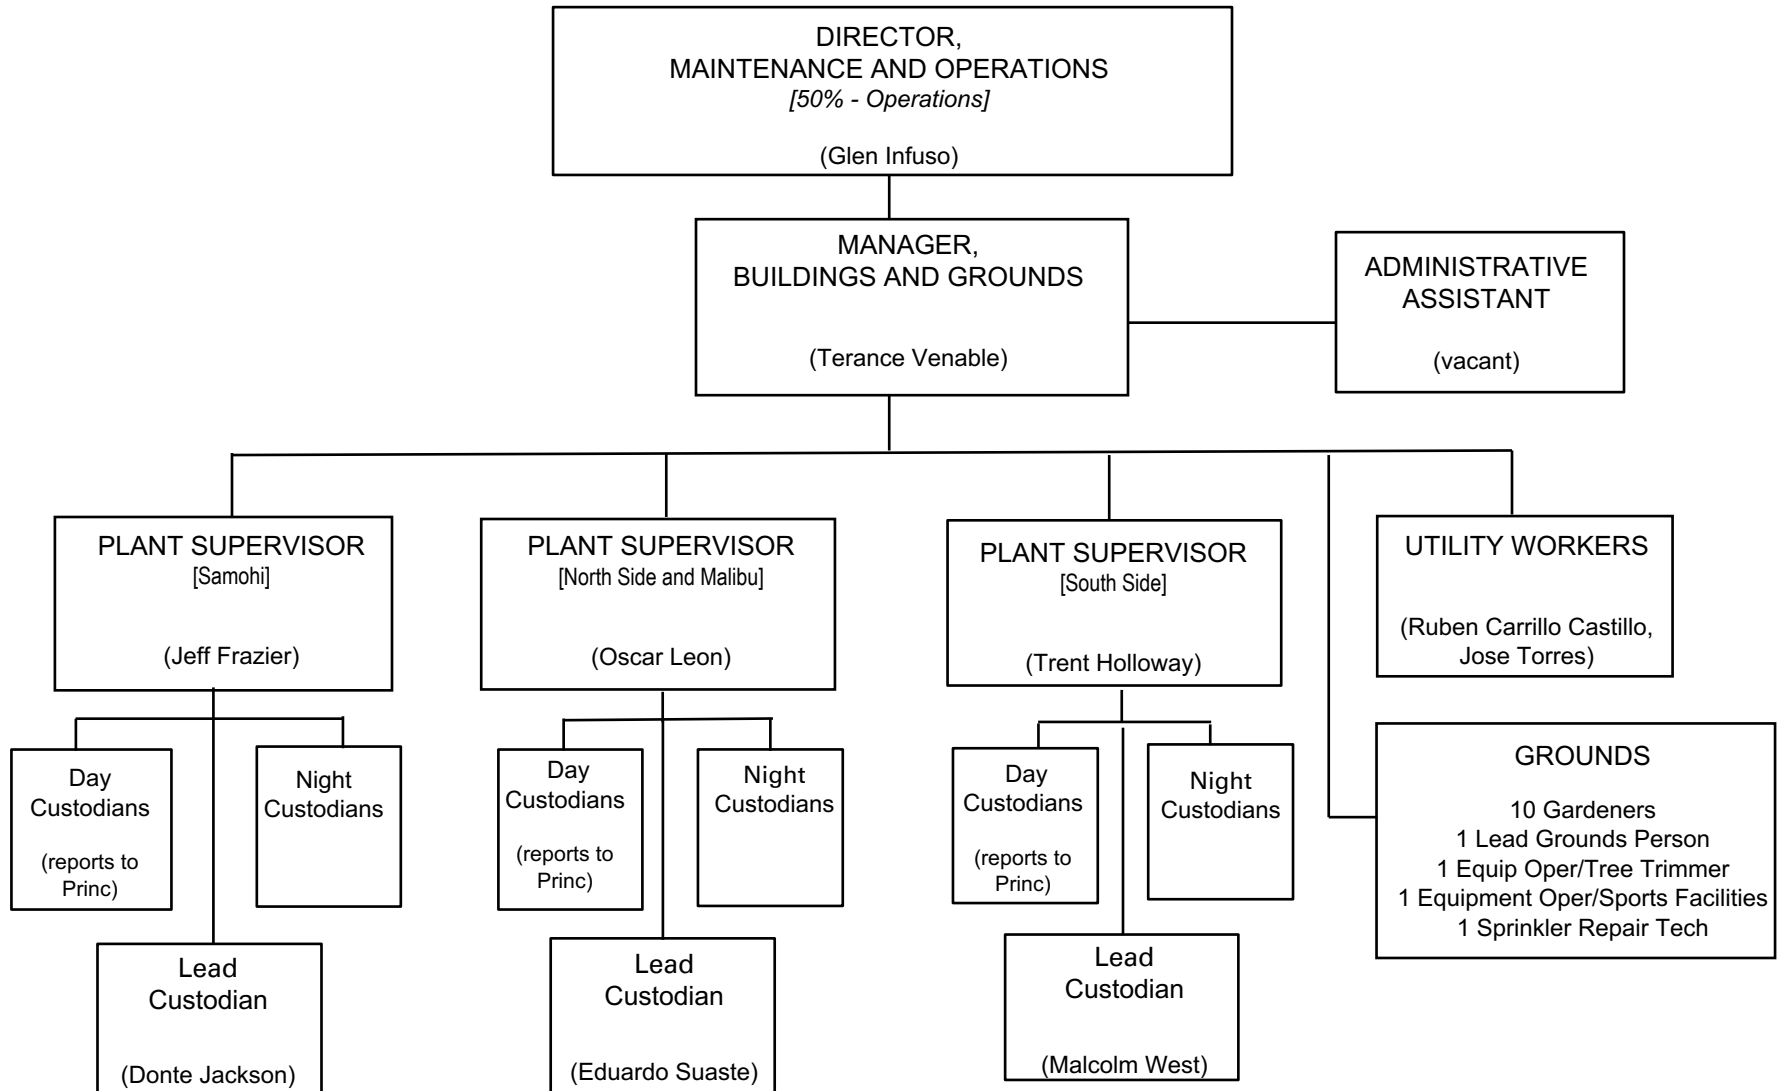 DIRECTOR,
MAINTENANCE AND OPERATIONS
[50% - Operations]
(Glen Infuso)
MANAGER,
BUILDINGS AND GROUNDS
(Terance Venable)
ADMINISTRATIVE
ASSISTANT
(vacant)
PLANT SUPERVISOR
[Samohi]
(Jeff Frazier)
PLANT SUPERVISOR
[North Side and Malibu]
(Oscar Leon)
PLANT SUPERVISOR
[South Side]
(Trent Holloway)
UTILITY WORKERS
(Ruben Carrillo Castillo,
Jose Torres)
Day
Custodians
(reports to
Princ)
Night
Custodians
Day
Custodians
(reports to
Princ)
Night
Custodians
Day
Custodians
(reports to
Princ)
Night
Custodians
GROUNDS
10 Gardeners
1 Lead Grounds Person
1 Equip Oper/Tree Trimmer
1 Equipment Oper/Sports Facilities
1 Sprinkler Repair Tech
Lead
Custodian
(Donte Jackson)
Lead
Custodian
(Eduardo Suaste)
Lead
Custodian
(Malcolm West)